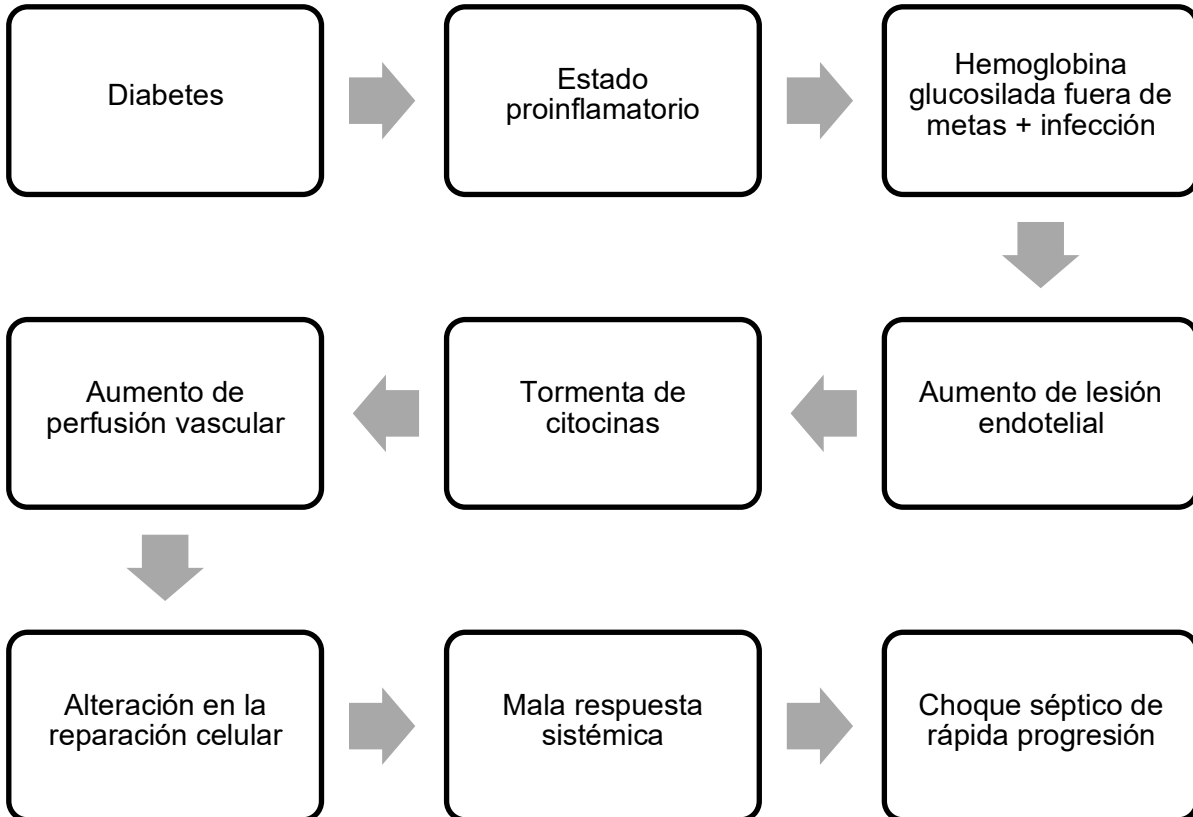 Diabetes
Estado
proinflamatorio
Hemoglobina
glucosilada fuera de
metas + infección
Aumento de lesión
endotelial
Tormenta de
citocinas
Aumento de
perfusión vascular
Alteración en la
reparación celular
Mala respuesta
sistémica
Choque séptico de
rápida progresión